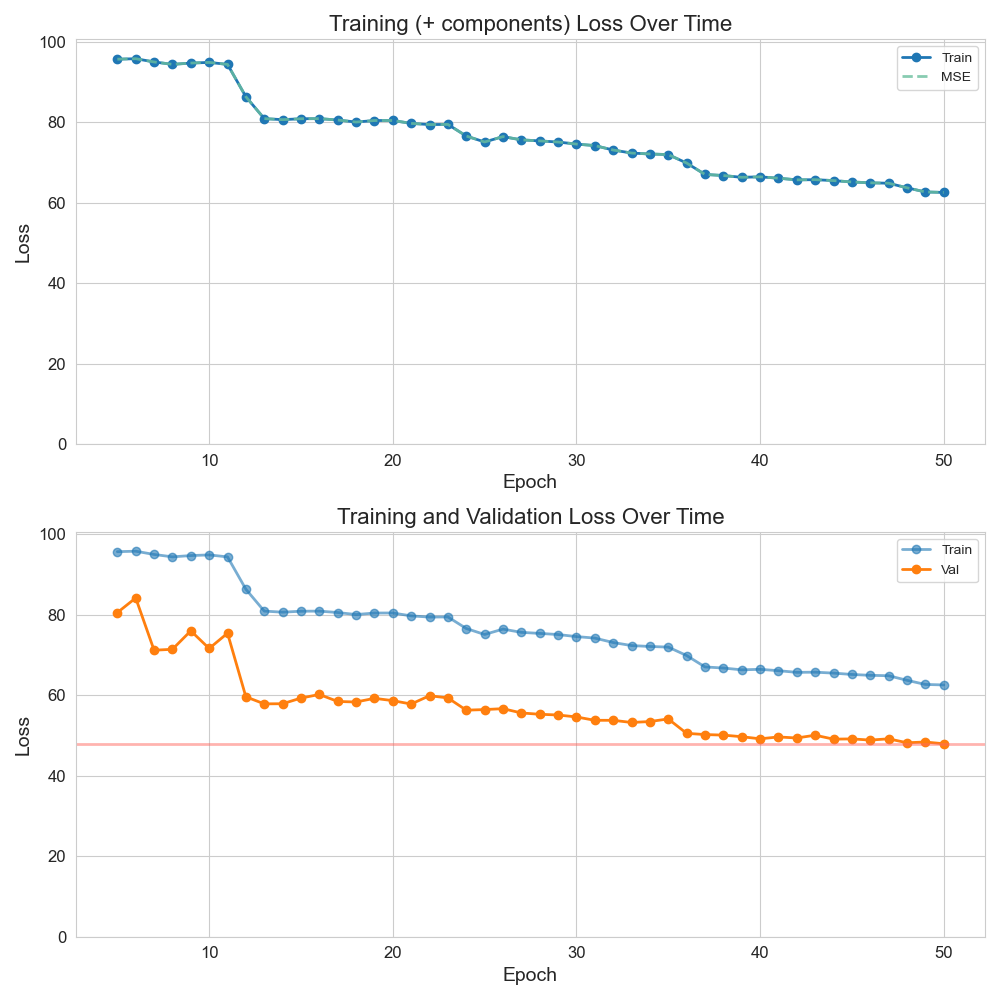 Training (+ components) Loss Over Time
100
80
60
40
20
0
Loss
Train
MSE
10 20 30 40 50
Epoch
Training and Validation Loss Over Time
100
80
60
40
20
0
Loss
Train
Val
10 20 30 40 50
Epoch